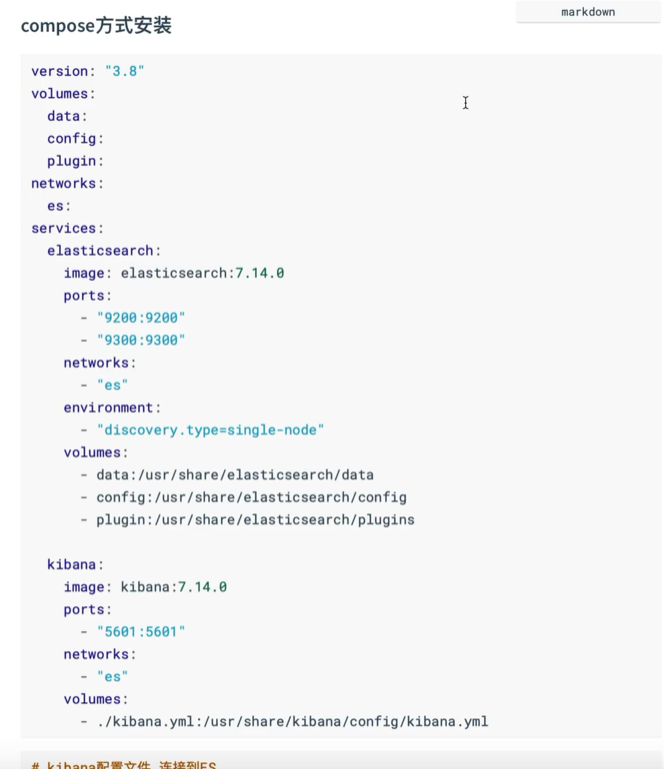 markdown
compose方式安装
version: "3.8"
volumes:
  data:
  config:
  plugin:
networks:
  es:
services:
  elasticsearch:
    image: elasticsearch:7.14.0
    ports:
      - "9200:9200"
      - "9300:9300"
    networks:
      - "es"
    environment:
      - "discovery.type=single-node"
    volumes:
      - data:/usr/share/elasticsearch/data
      - config:/usr/share/elasticsearch/config
      - plugin:/usr/share/elasticsearch/plugins

  kibana:
    image: kibana:7.14.0
    ports:
      - "5601:5601"
    networks:
      - "es"
    volumes:
      - ./kibana.yml:/usr/share/kibana/config/kibana.yml
# kibana配置文件 连接到ES